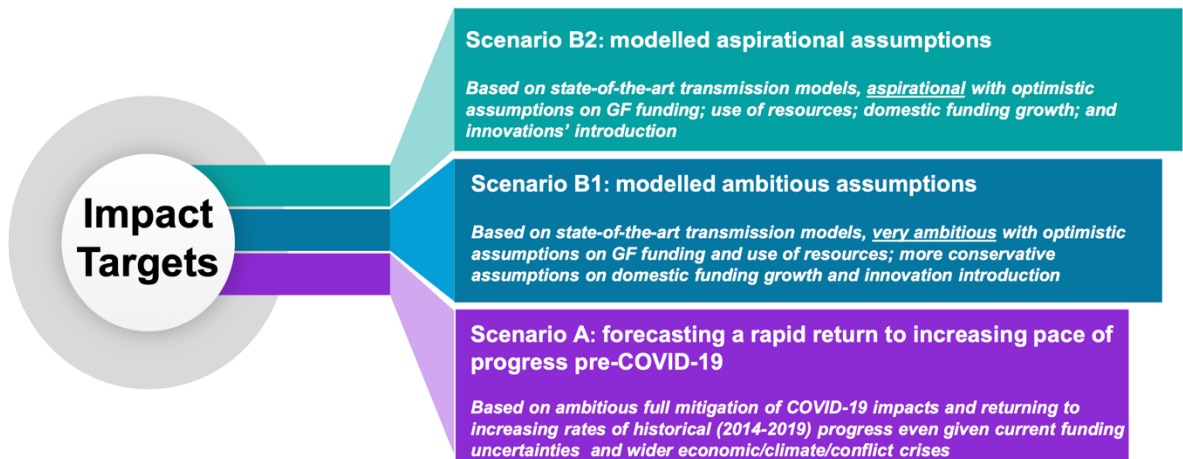 Impact
Targets
Scenario B2: modelled aspirational assumptions
Based on state-of-the-art transmission models, aspirational with optimistic
assumptions on GF funding; use of resources; domestic funding growth; and
innovations’ introduction
Scenario B1: modelled ambitious assumptions
Based on state-of-the-art transmission models, very ambitious with optimistic
assumptions on GF funding and use of resources; more conservative
assumptions on domestic funding growth and innovation introduction
Scenario A: forecasting a rapid return to increasing pace of
progress pre-COVID-19
Based on ambitious full mitigation of COVID-19 impacts and returning to
increasing rates of historical (2014-2019) progress even given current funding
uncertainties and wider economic/climate/conflict crises